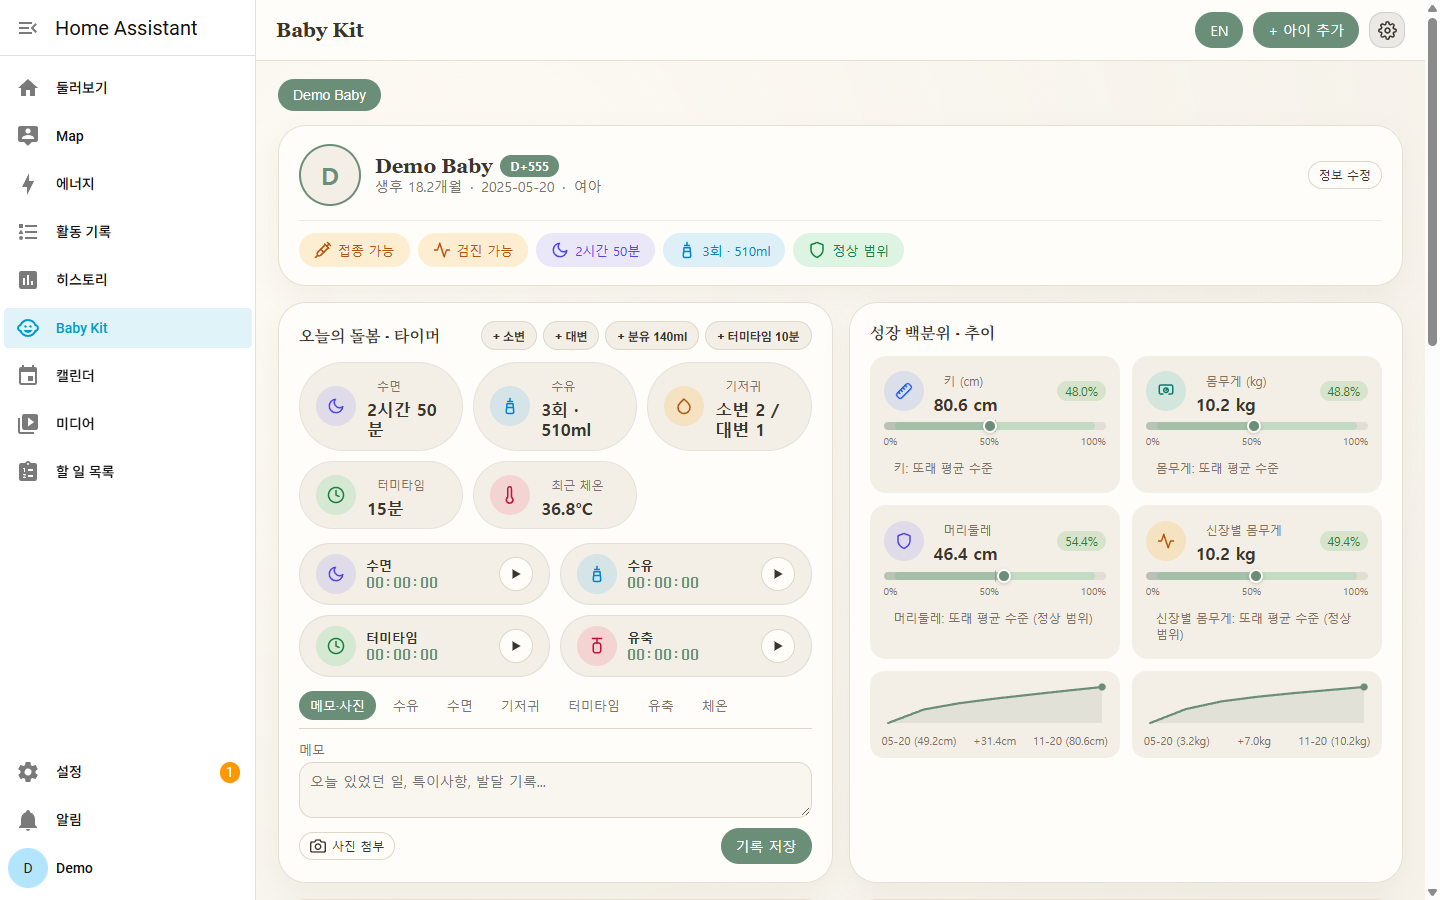 Home Assistant
둘러보기
Map
에너지
활동 기록
히스토리
Baby Kit
캘린더
미디어
할 일 목록
설정
1
알림
D
Demo
Baby Kit
EN
+ 아이 추가
Demo Baby
D
Demo Baby
D+555
생후 18.2개월 · 2025-05-20 · 여아
정보 수정
접종 가능
검진 가능
2시간 50분
3회 · 510ml
정상 범위
오늘의 돌봄 · 타이머
+ 소변
+ 대변
+ 분유 140ml
+ 터미타임 10분
수면
2시간 50
분
수유
3회 ·
510ml
기저귀
소변 2 /
대변 1
터미타임
15분
최근 체온
36.8°C
수면
00:00:00
수유
00:00:00
터미타임
00:00:00
유축
00:00:00
메모·사진
수유
수면
기저귀
터미타임
유축
체온
메모
오늘 있었던 일, 특이사항, 발달 기록...
사진 첨부
기록 저장
성장 백분위 · 추이
키 (cm)
80.6 cm
48.0%
0%
50%
100%
키: 또래 평균 수준
몸무게 (kg)
10.2 kg
48.8%
0%
50%
100%
몸무게: 또래 평균 수준
머리둘레
46.4 cm
54.4%
0%
50%
100%
머리둘레: 또래 평균 수준 (정상 범위)
신장별 몸무게
10.2 kg
49.4%
0%
50%
100%
신장별 몸무게: 또래 평균 수준 (정상
범위)
05-20 (49.2cm)
+31.4cm
11-20 (80.6cm)
05-20 (3.2kg)
+7.0kg
11-20 (10.2kg)